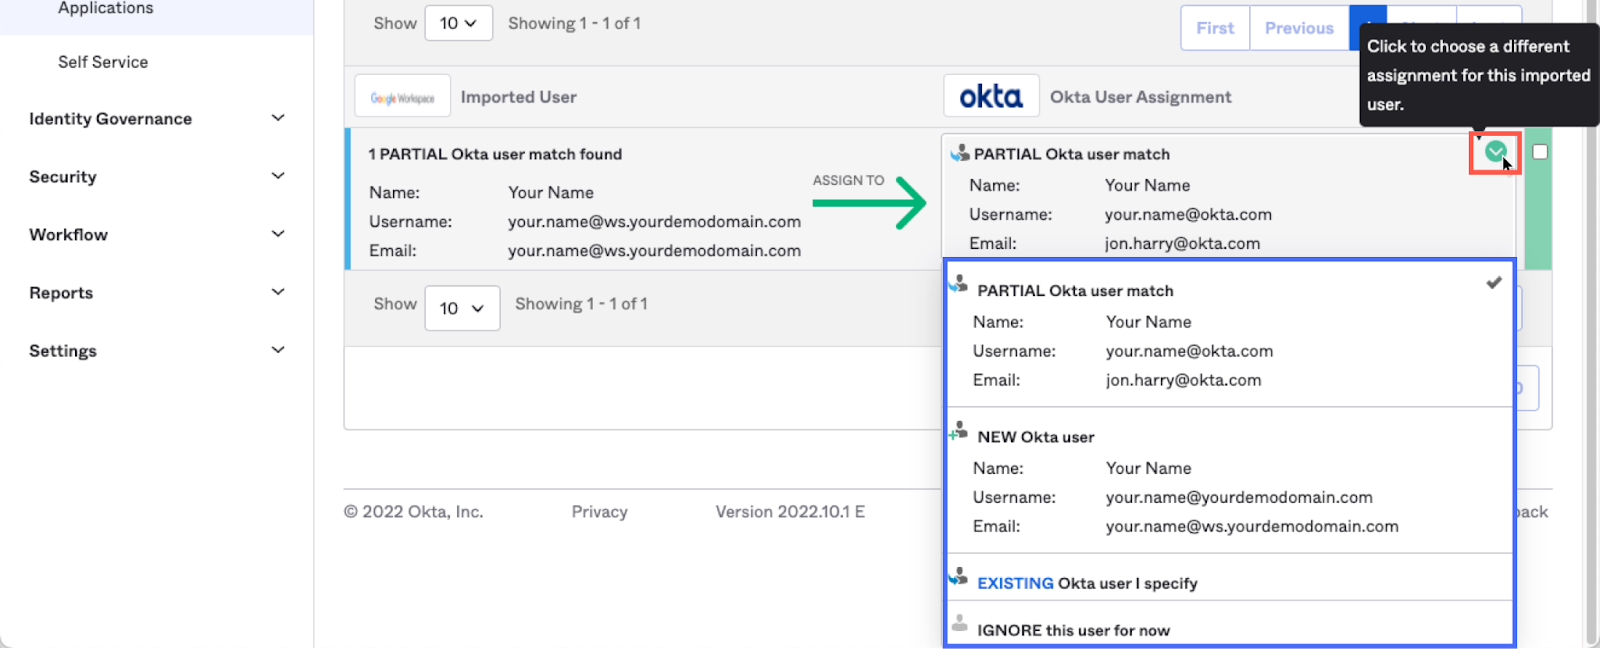 Applications
Self Service
Identity Governance
Security
Workflow
Reports
Settings
Show 10 Showing 1 - 1 of 1
First Previous
Click to choose a different
assignment for this imported
user.
Google Workspace Imported User
okta Okta User Assignment
1 PARTIAL Okta user match found
Name: Your Name
Username: your.name@ws.yourdemodomain.com
Email: your.name@ws.yourdemodomain.com
ASSIGN TO
PARTIAL Okta user match
Name: Your Name
Username: your.name@okta.com
Email: jon.harry@okta.com
Show 10 Showing 1 - 1 of 1
PARTIAL Okta user match
Name: Your Name
Username: your.name@okta.com
Email: jon.harry@okta.com
NEW Okta user
Name: Your Name
Username: your.name@yourdemodomain.com
Email: your.name@ws.yourdemodomain.com
EXISTING Okta user I specify
IGNORE this user for now
© 2022 Okta, Inc. Privacy Version 2022.10.1 E
back